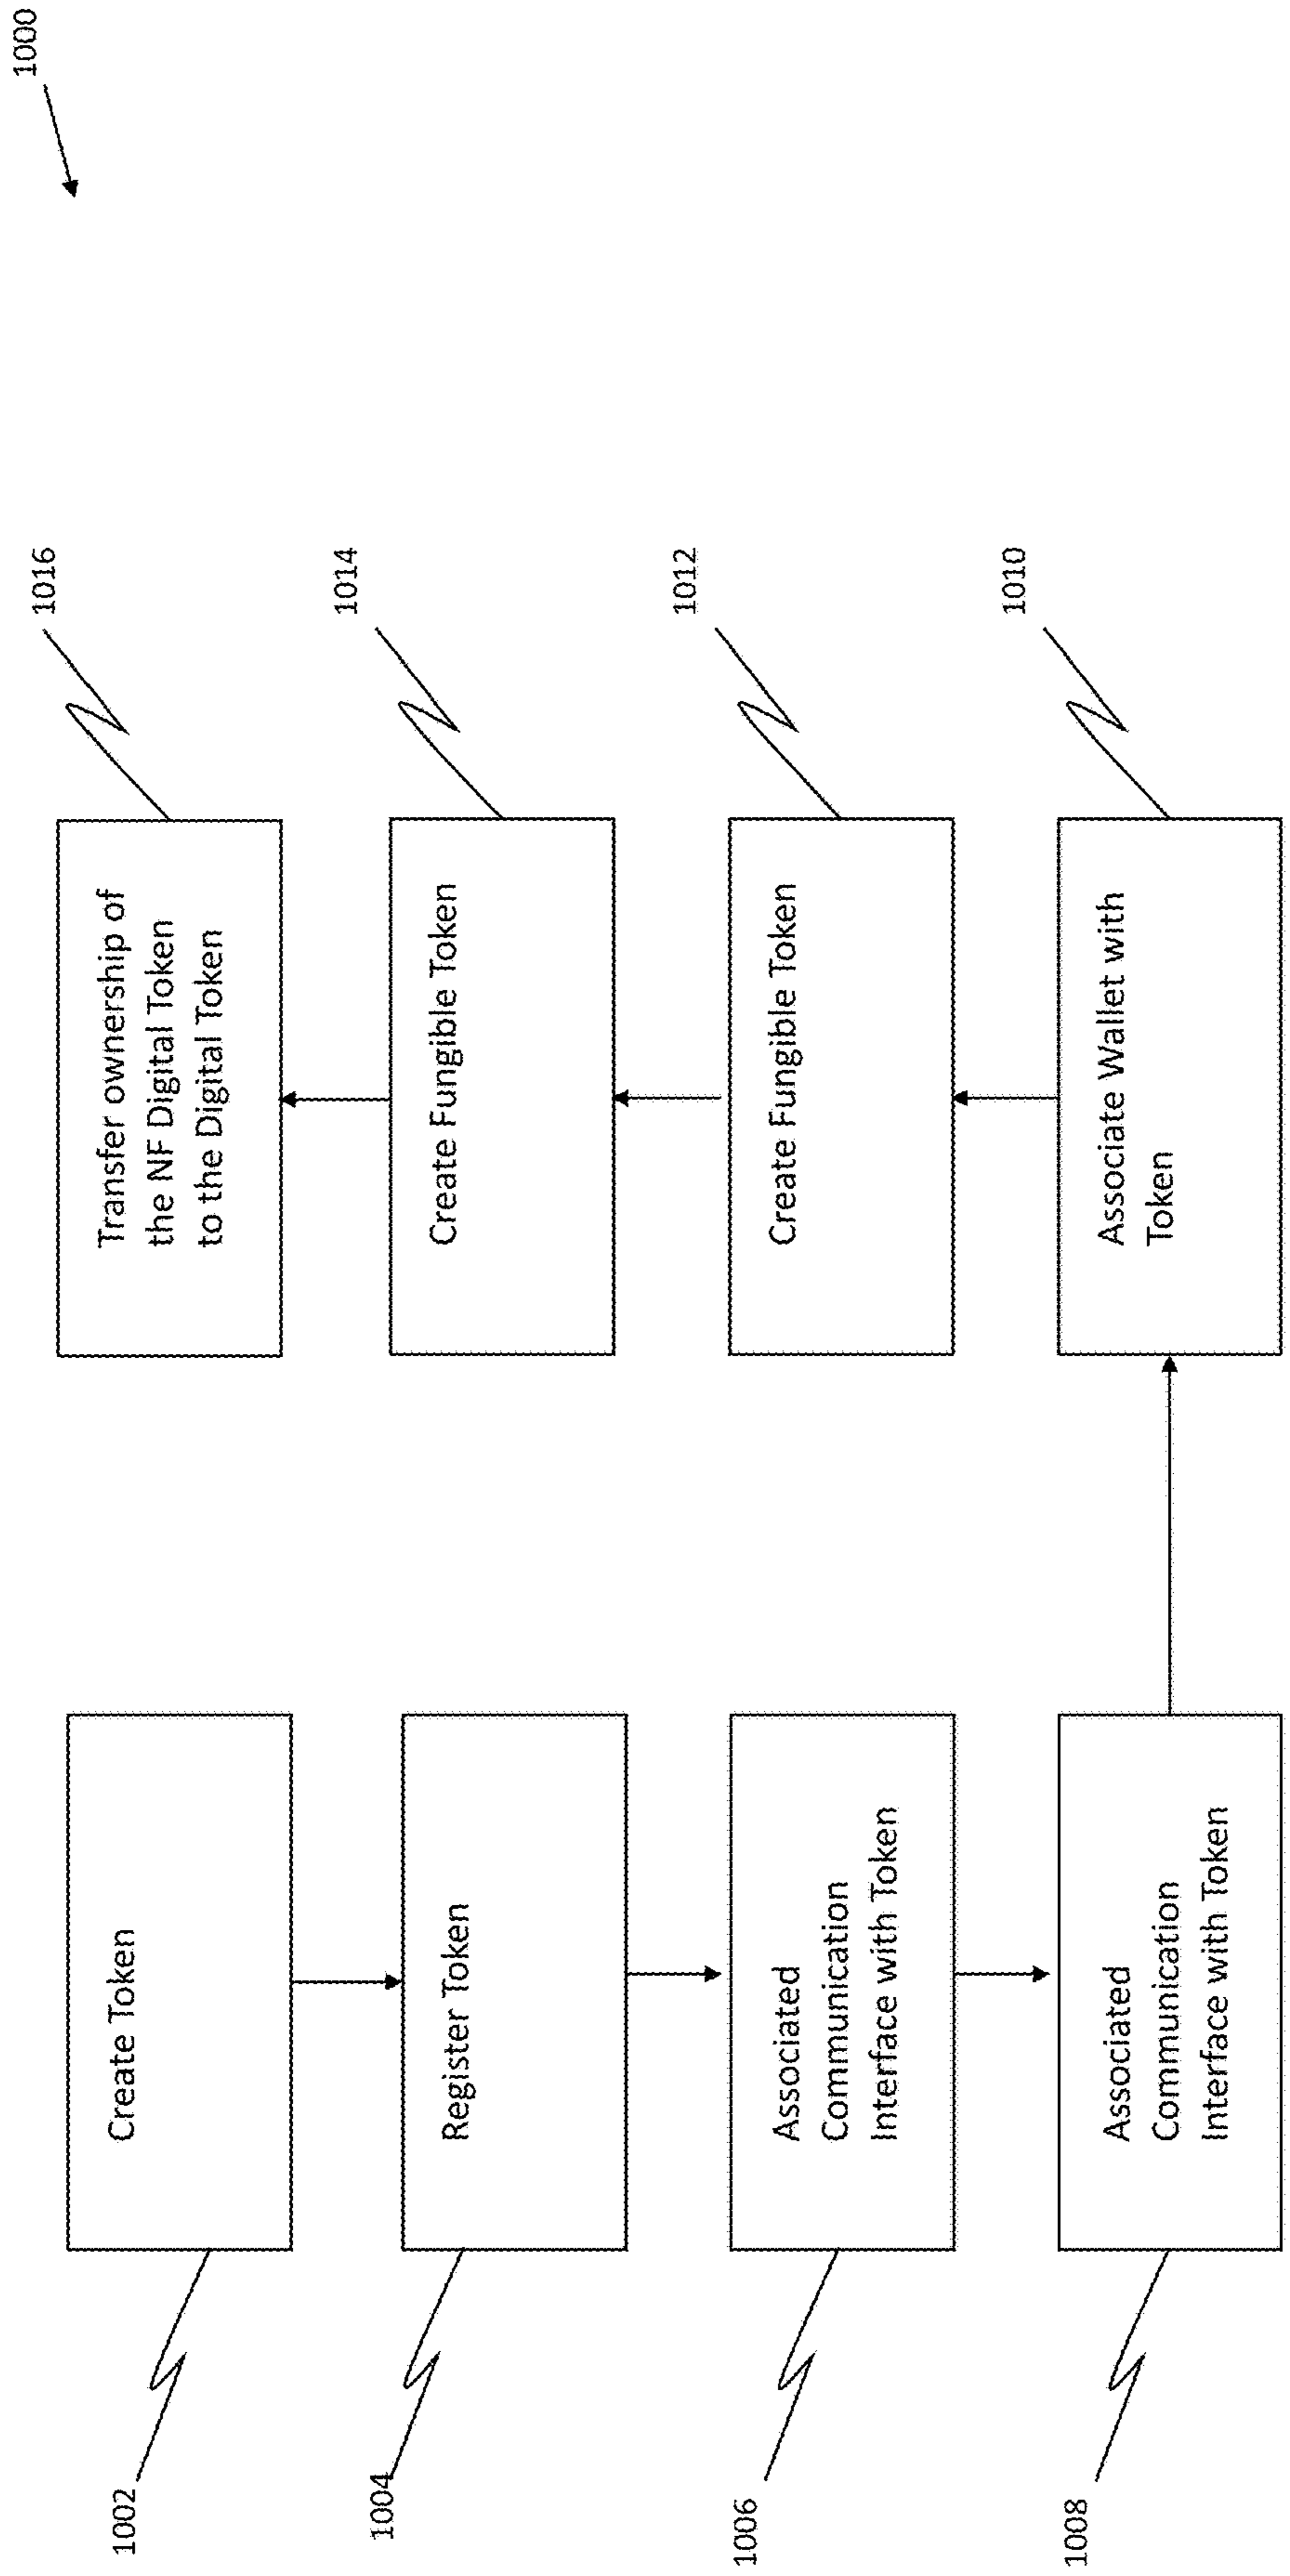 1000
1002
Create Token
1004
Register Token
1006
Associated
Communication
Interface with Token
1008
Associated
Communication
Interface with Token
1010
Associate Wallet with
Token
1012
Create Fungible Token
1014
Create Fungible Token
1016
Transfer ownership of
the NF Digital Token
to the Digital Token